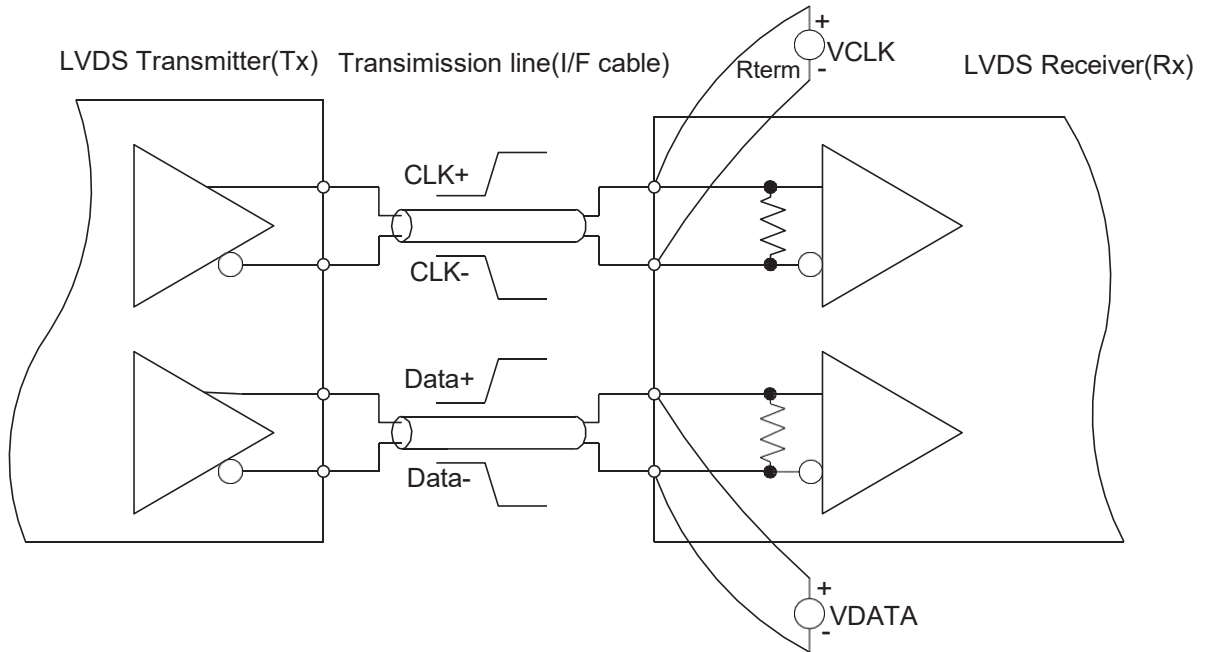 LVDS Transmitter(Tx)
Transimission line(I/F cable)
+
VCLK
Rterm
-
LVDS Receiver(Rx)
CLK+
CLK-
Data+
Data-
+
VDATA
-